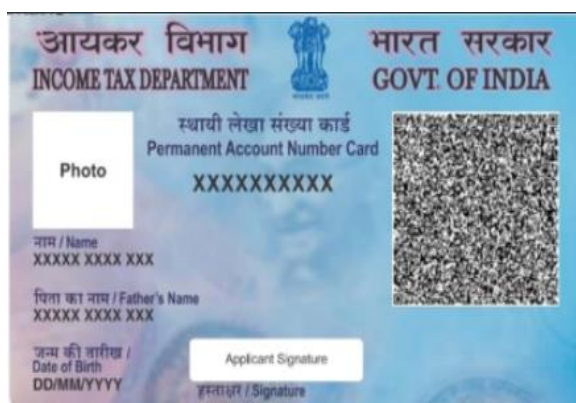 आयकर विभाग
INCOME TAX DEPARTMENT
भारत सरकार
GOVT. OF INDIA
स्थायी लेखा संख्या कार्ड
Permanent Account Number Card
XXXXXXXXXX
Photo
नाम / Name
XXXXX XXXX XXX
पिता का नाम / Father's Name
XXXXX XXXX XXX
जन्म की तारीख /
Date of Birth
DD/MM/YYYY
Applicant Signature
हस्ताक्षर / Signature